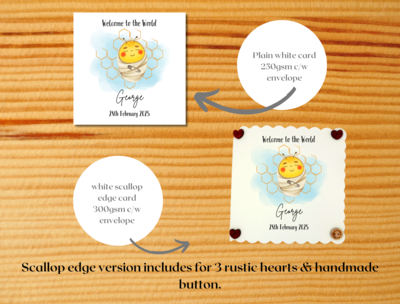 Welcome to the World
George
24th February 2025
Plain white card
250gsm c/w
envelope
white scallop
edge card
300gsm c/w
envelope
Welcome to the World
George
24th February 2025
Scallop edge version includes for 3 rustic hearts & handmade
button.